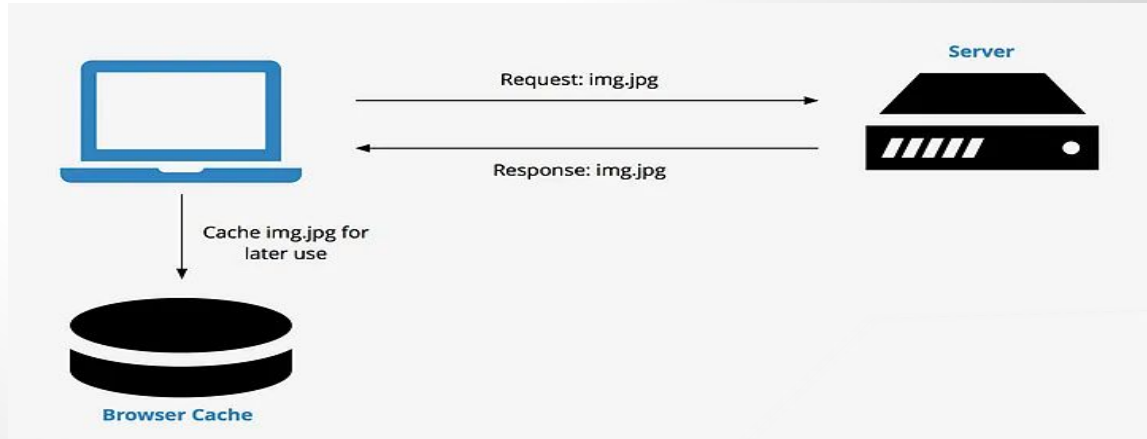 Server
Request: img.jpg
Response: img.jpg
Cache img.jpg for
later use
Browser Cache